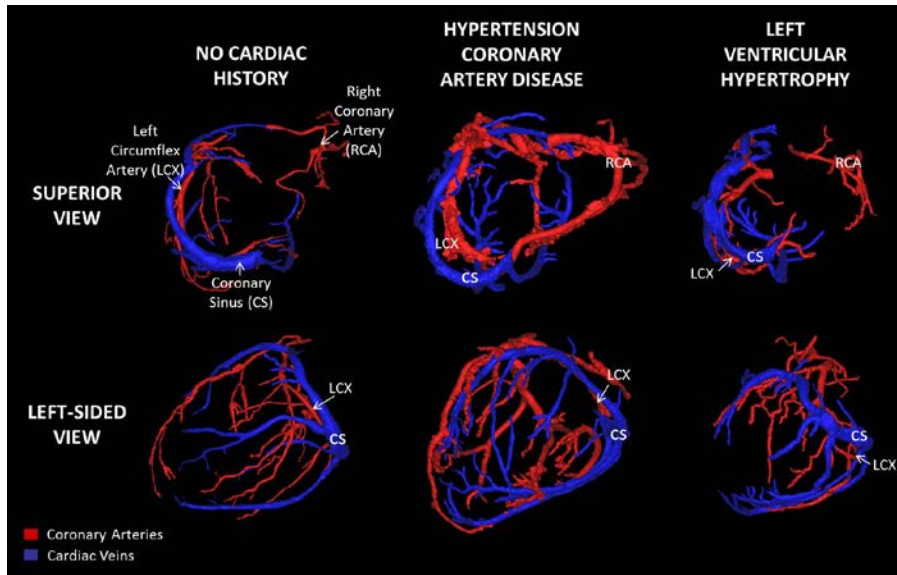 NO CARDIAC
HISTORY
HYPERTENSION
CORONARY
ARTERY DISEASE
LEFT
VENTRICULAR
HYPERTROPHY
SUPERIOR
VIEW
Left
Circumflex
Artery (LCX)
Right
Coronary
Artery
(RCA)
Coronary
Sinus (CS)
RCA
LCX
CS
RCA
LCX
CS
LEFT-SIDED
VIEW
LCX
CS
LCX
CS
CS
LCX
Coronary Arteries
Cardiac Veins